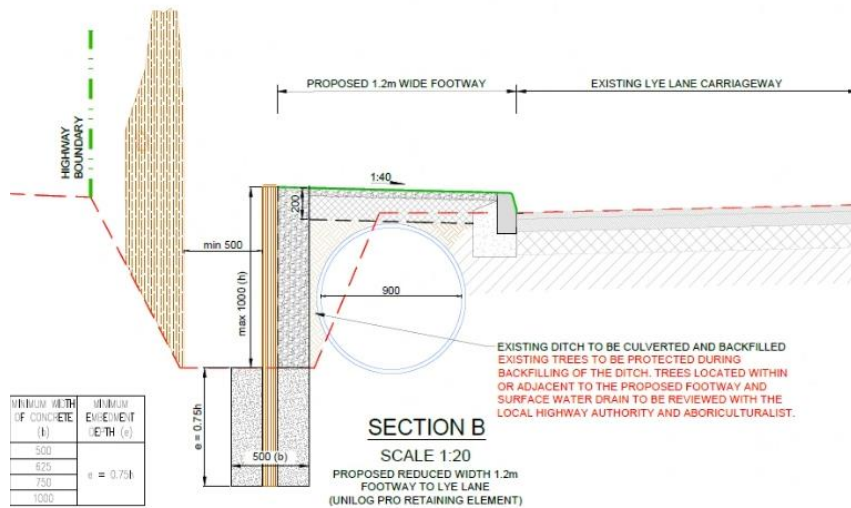 PROPOSED 1.2m WIDE FOOTWAY
EXISTING LYE LANE CARRIAGEWAY
HIGHWAY
BOUNDARY
1:40
200
min 500
max 1000 (h)
900
EXISTING DITCH TO BE CULVERTED AND BACKFILLED
EXISTING TREES TO BE PROTECTED DURING
BACKFILLING OF THE DITCH. TREES LOCATED WITHIN
OR ADJACENT TO THE PROPOSED FOOTWAY AND
SURFACE WATER DRAIN TO BE REVIEWED WITH THE
LOCAL HIGHWAY AUTHORITY AND ABORICULTURALIST.
MINIMUM WIDTH
OF CONCRETE
(b)
MINIMUM
EMBEDMENT
DEPTH (e)
500
625
750
1000
e = 0.75h
e = 0.75h
500 (b)
SECTION B
SCALE 1:20
PROPOSED REDUCED WIDTH 1.2m
FOOTWAY TO LYE LANE
(UNILOG PRO RETAINING ELEMENT)